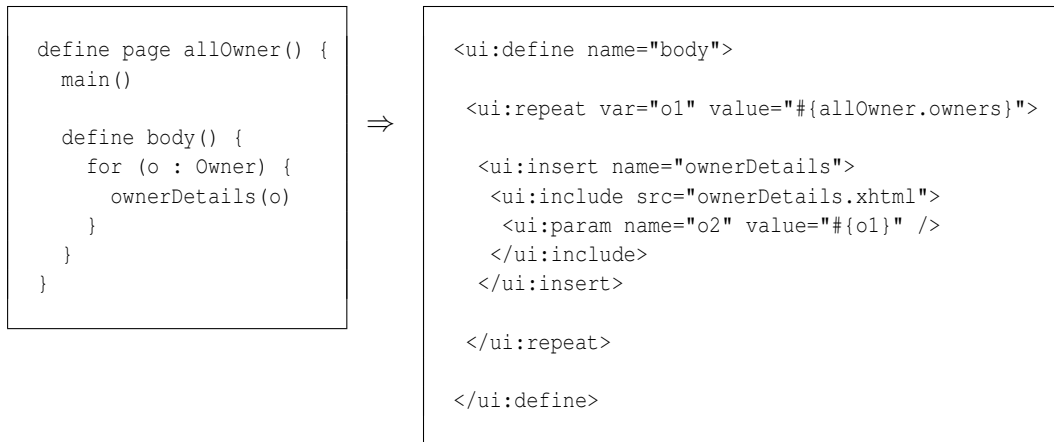 define page allOwner() {
  main()

  define body() {
    for (o : Owner) {
      ownerDetails(o)
    }
  }
}
⇒
<ui:define name="body">

 <ui:repeat var="o1" value="#{allOwner.owners}">

  <ui:insert name="ownerDetails">
   <ui:include src="ownerDetails.xhtml">
    <ui:param name="o2" value="#{o1}" />
   </ui:include>
  </ui:insert>

 </ui:repeat>

</ui:define>